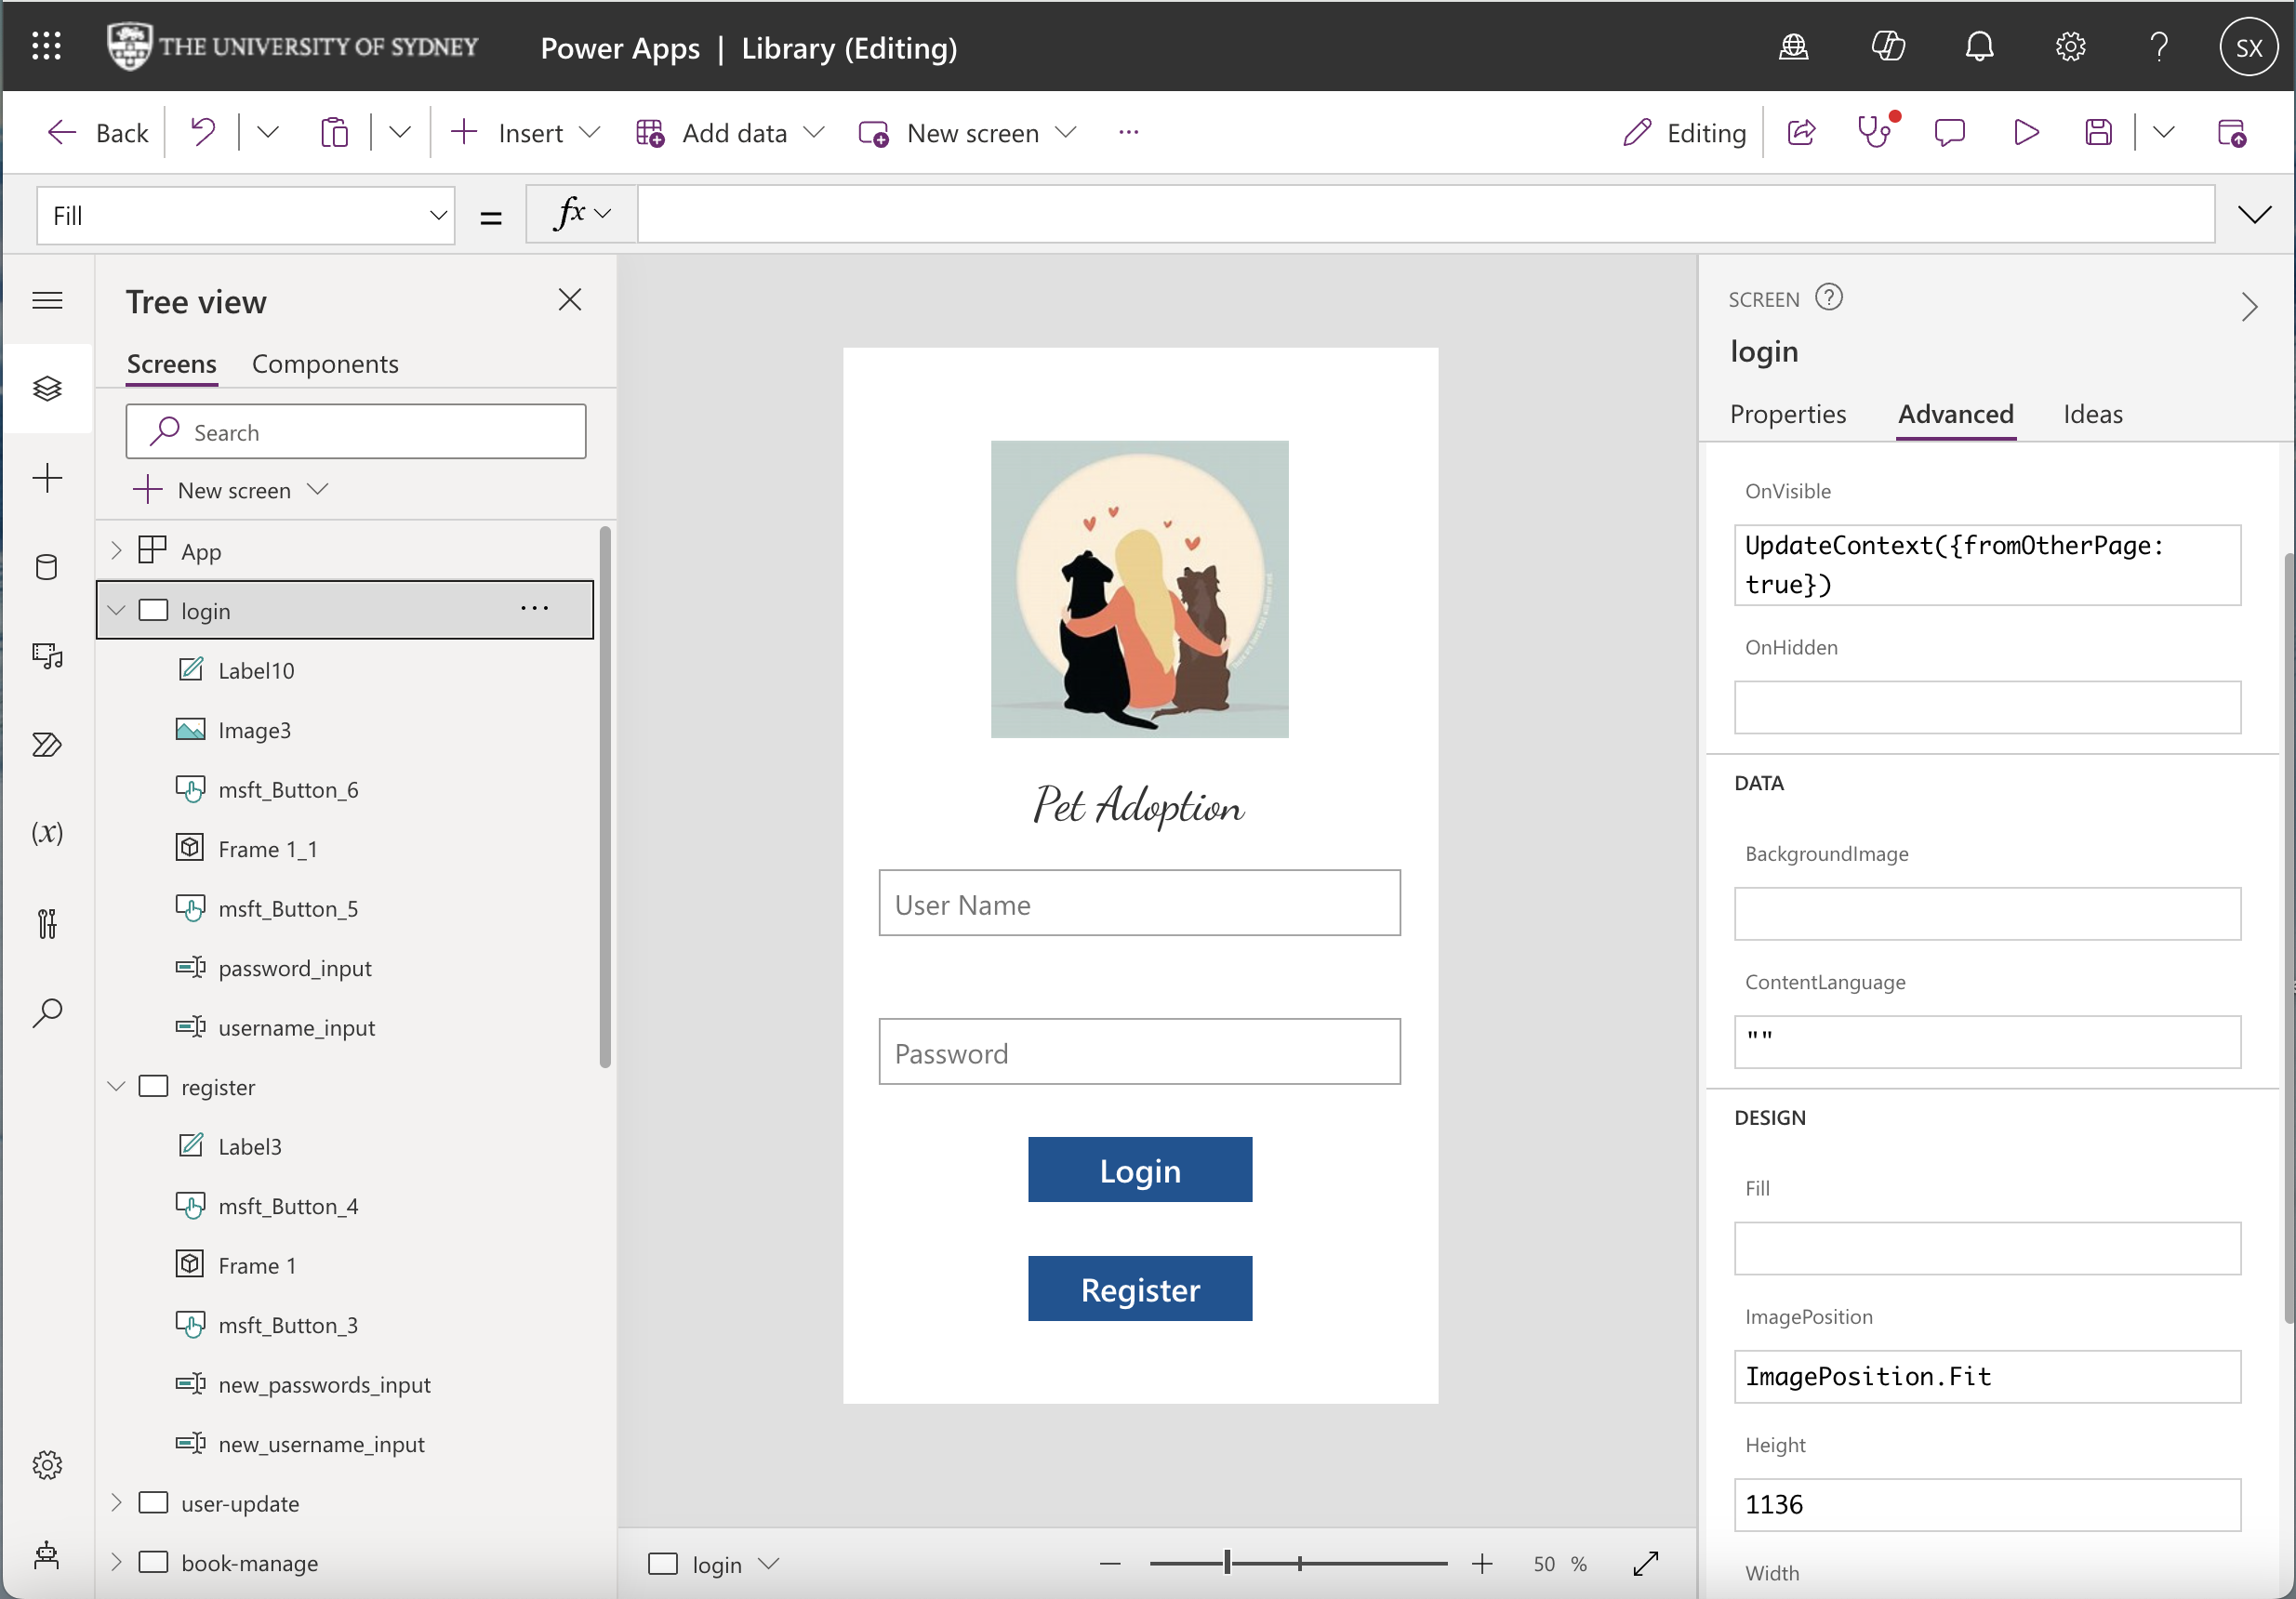 THE UNIVERSITY OF SYDNEY
Power Apps | Library (Editing)
SX
Back
Insert
Add data
New screen
Editing
Fill
=
fx
Tree view
Screens
Components
Search
New screen
App
login
Label10
Image3
msft_Button_6
Frame 1_1
msft_Button_5
password_input
username_input
register
Label3
msft_Button_4
Frame 1
msft_Button_3
new_passwords_input
new_username_input
user-update
book-manage
(x)
Pet Adoption
User Name
Password
Login
Register
login
50 %
SCREEN
login
Properties
Advanced
Ideas
OnVisible
UpdateContext({fromOtherPage:
true})
OnHidden
DATA
BackgroundImage
ContentLanguage
""
DESIGN
Fill
ImagePosition
ImagePosition.Fit
Height
1136
Width